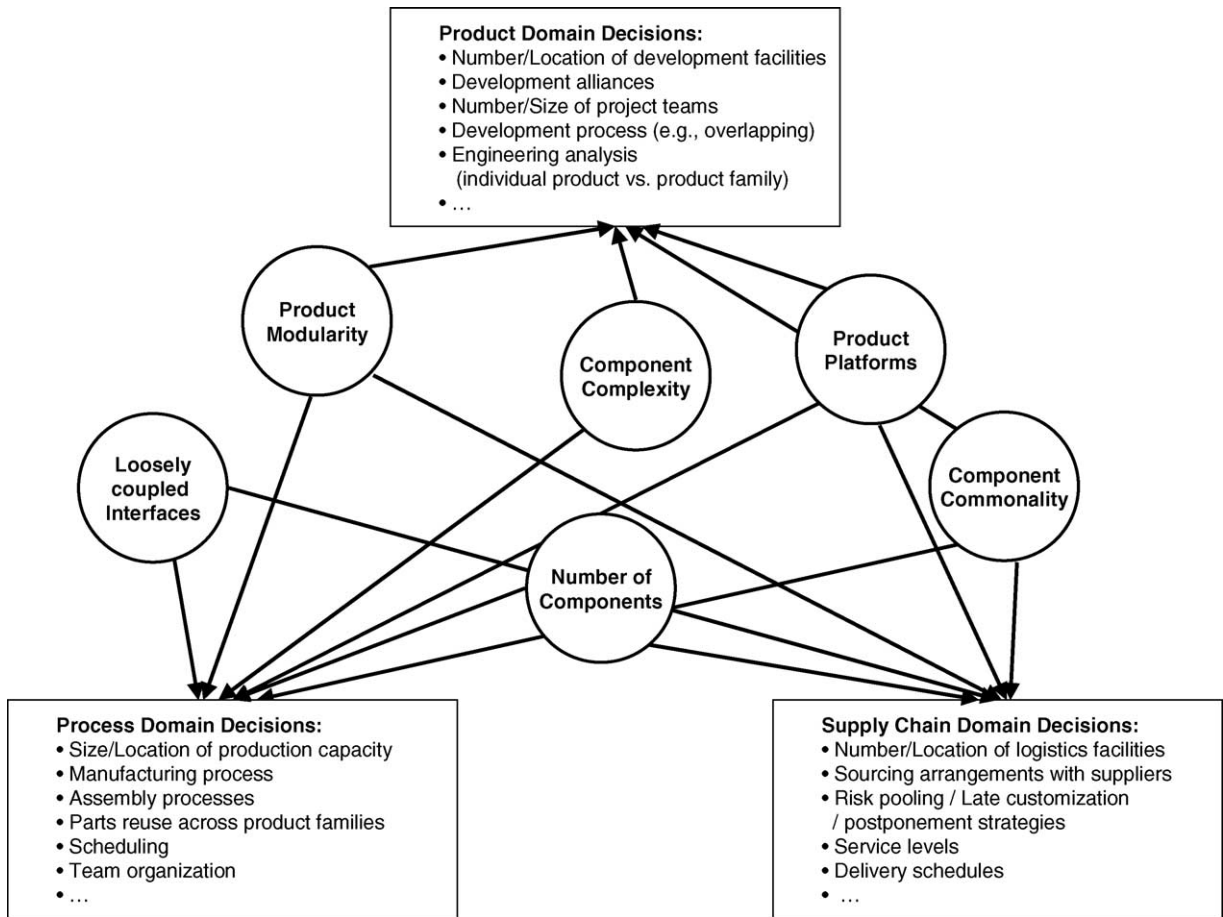 Product Domain Decisions:
• Number/Location of development facilities
• Development alliances
• Number/Size of project teams
• Development process (e.g., overlapping)
• Engineering analysis
(individual product vs. product family)
• …
Product
Modularity
Component
Complexity
Product
Platforms
Loosely
coupled
Interfaces
Component
Commonality
Number of
Components
Process Domain Decisions:
• Size/Location of production capacity
• Manufacturing process
• Assembly processes
• Parts reuse across product families
• Scheduling
• Team organization
• …
Supply Chain Domain Decisions:
• Number/Location of logistics facilities
• Sourcing arrangements with suppliers
• Risk pooling / Late customization
/ postponement strategies
• Service levels
• Delivery schedules
• …